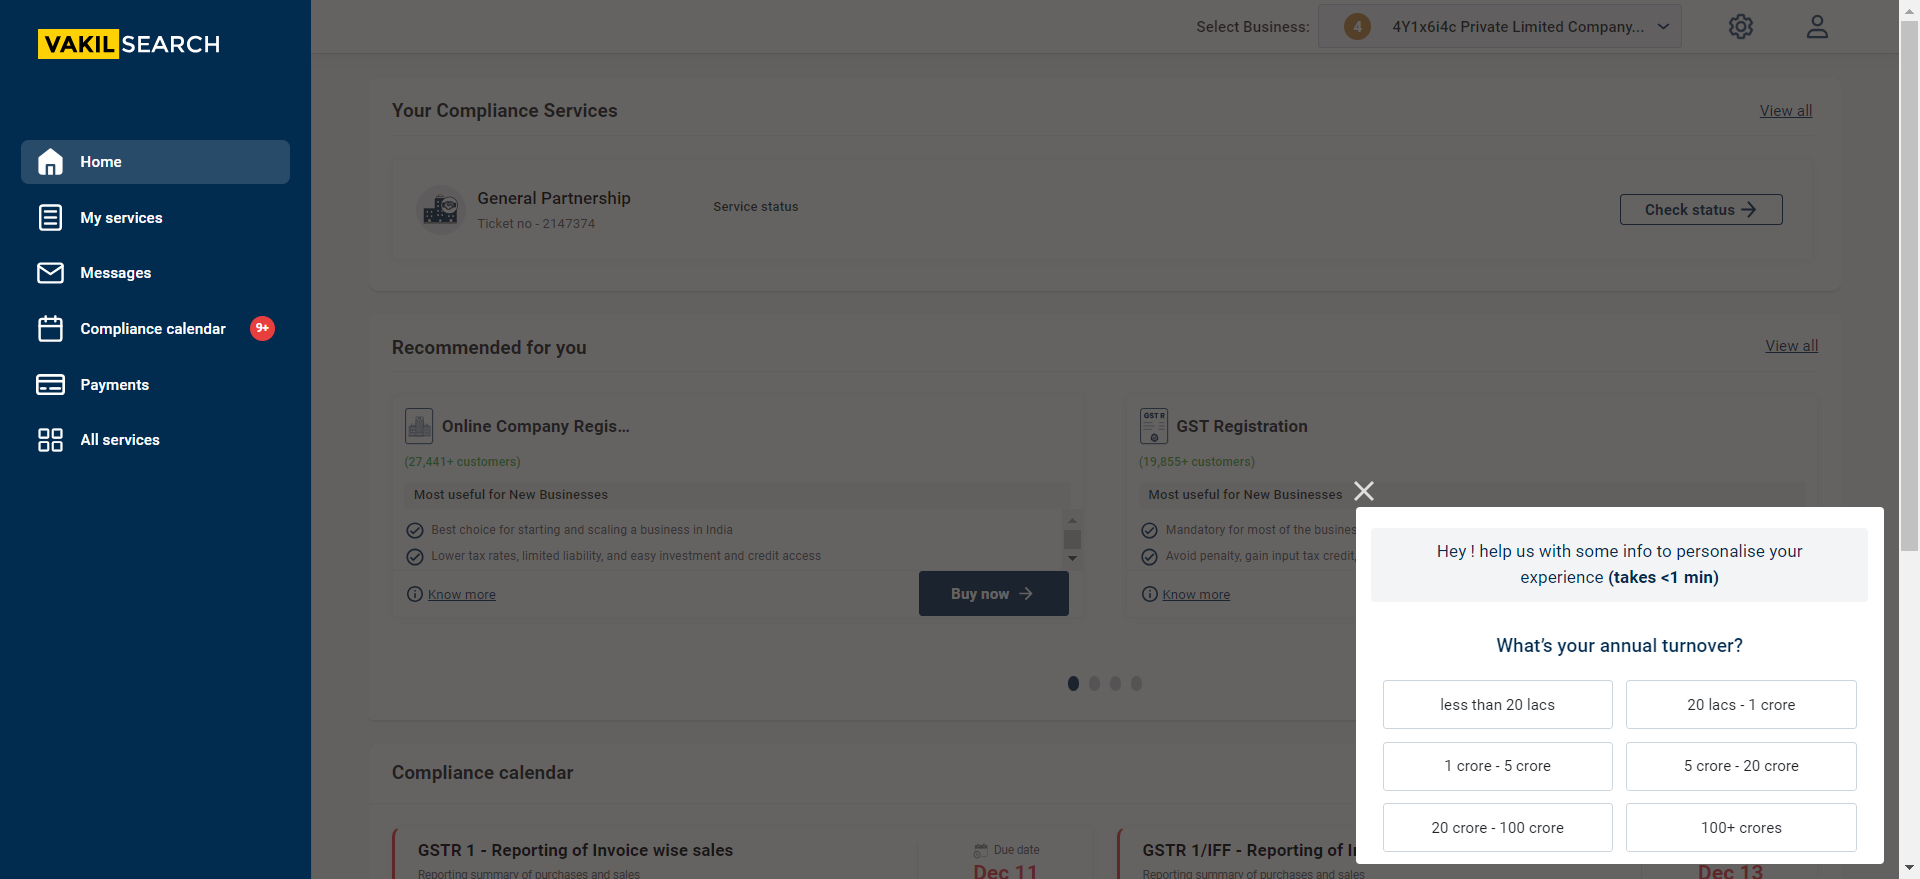 VAKILSEARCH
Home
My services
Messages
Compliance calendar
9+
Payments
All services
Select Business:
4
4Y1x6i4c Private Limited Company...
Your Compliance Services
View all
General Partnership
Ticket no - 2147374
Service status
Check status
Recommended for you
View all
Online Company Regis...
(27,441+ customers)
Most useful for New Businesses
Best choice for starting and scaling a business in India
Lower tax rates, limited liability, and easy investment and credit access
Know more
Buy now
GST R
GST Registration
(19,855+ customers)
Most useful for New Businesses
Mandatory for most of the busines
Avoid penalty, gain input tax credit,
Know more
Compliance calendar
GSTR 1 - Reporting of Invoice wise sales
Reporting summary of purchases and sales
Due date
Dec 11
GSTR 1/IFF - Reporting of I
Reporting summary of purchases and sales
Dec 13
Hey ! help us with some info to personalise your
experience (takes <1 min)
What's your annual turnover?
less than 20 lacs
20 lacs - 1 crore
1 crore - 5 crore
5 crore - 20 crore
20 crore - 100 crore
100+ crores